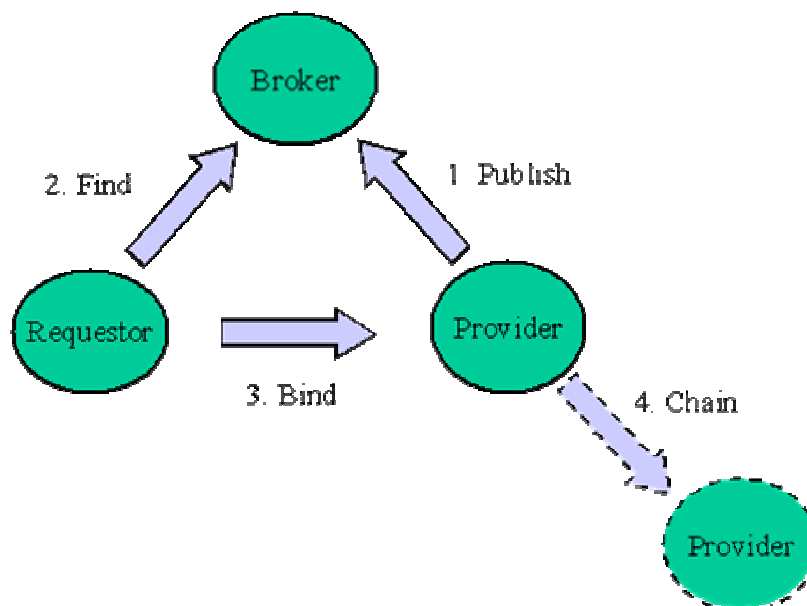 Broker
2. Find
1 Publish
Requestor
Provider
3. Bind
4. Chain
Provider